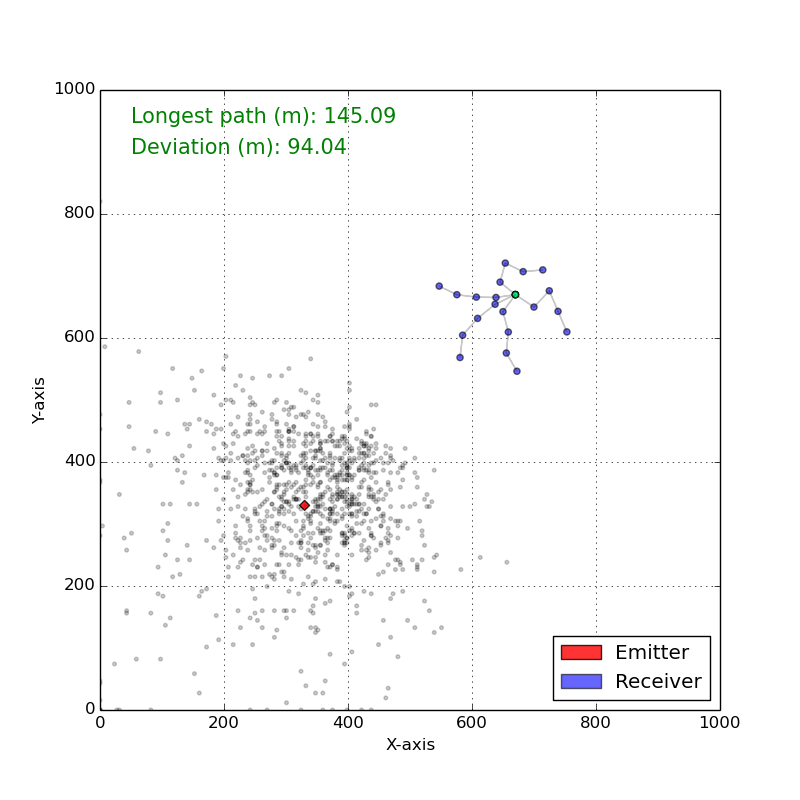 Longest path (m): 145.09
Deviation (m): 94.04
1000
800
600
400
200
0
Y-axis
0 200 400 600 800 1000
X-axis
Emitter
Receiver